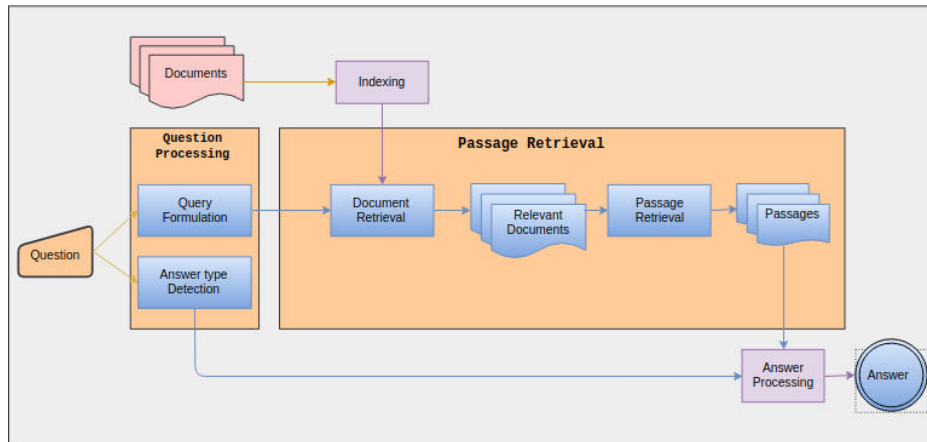 Documents
Indexing
Question
Processing
Passage Retrieval
Query
Formulation
Document
Retrieval
Relevant
Documents
Passage
Retrieval
Passages
Question
Answer type
Detection
Answer
Processing
Answer